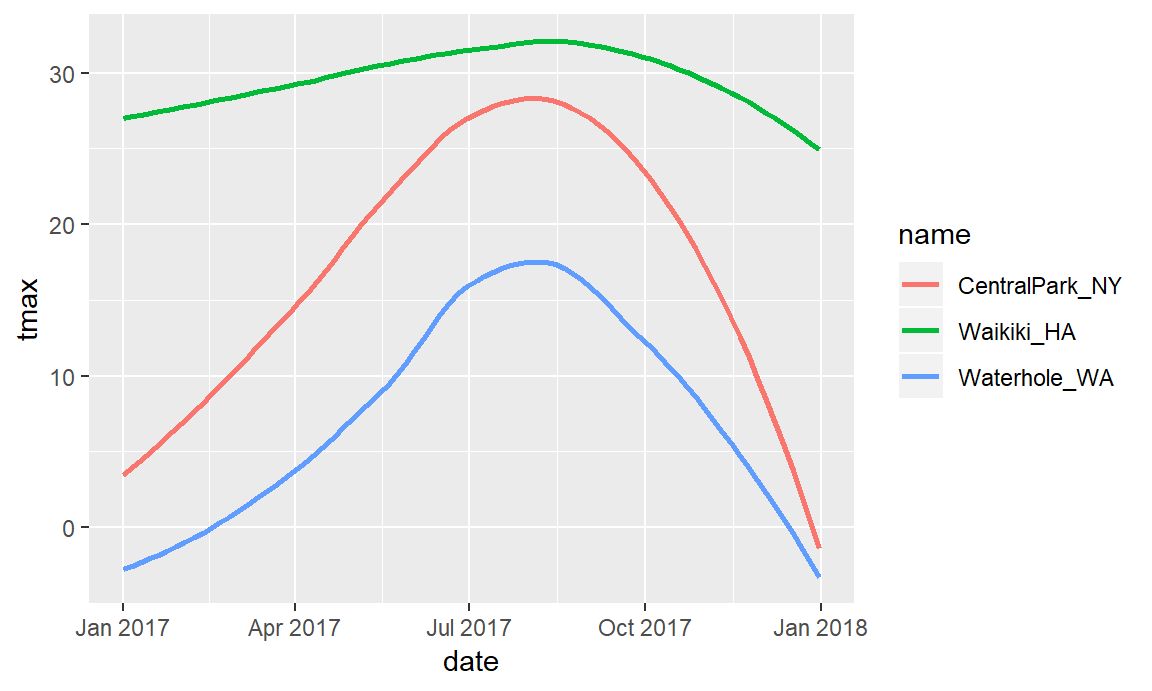 30
20
10
0
tmax
Jan 2017 Apr 2017 Jul 2017 Oct 2017 Jan 2018
date
name
CentralPark_NY
Waikiki_HA
Waterhole_WA